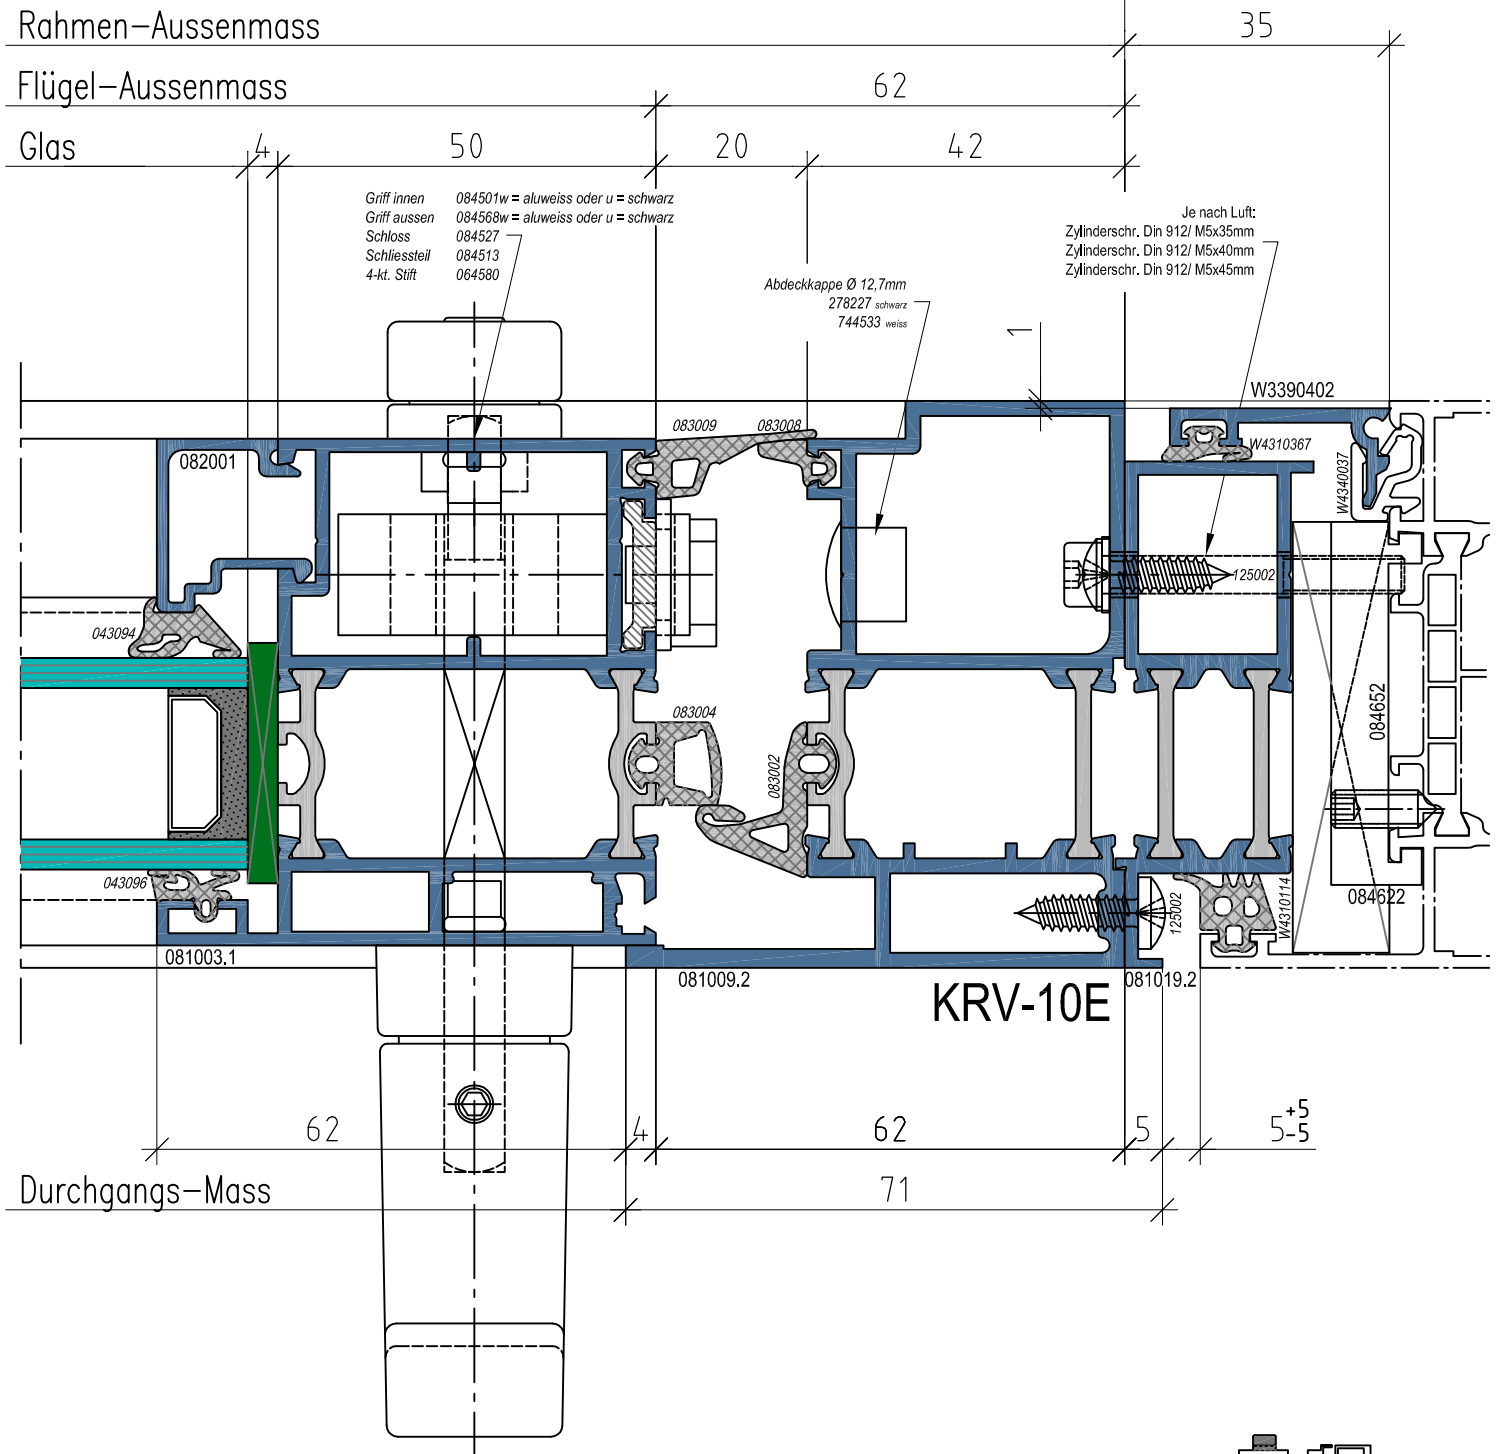 Rahmen-Aussenmass
35
Flügel-Aussenmass
62
Glas
4
50
20
42
Griff innen 084501w = aluweiss oder u = schwarz
Griff aussen 084568w = aluweiss oder u = schwarz
Schloss 084527
Schliessteil 084513
4-kt. Stift 064580
Je nach Luft:
Zylinderschr. Din 912/ M5x35mm
Zylinderschr. Din 912/ M5x40mm
Zylinderschr. Din 912/ M5x45mm
Abdeckkappe Ø 12,7mm
278227 schwarz
744533 weiss
1
W3390402
083009
083008
W4310367
082001
W4340037
125002
043094
084652
083004
083002
043096
125002
W4310114
084622
081003.1
081009.2
081019.2
KRV-10E
62
4
62
5
5+5-5
Durchgangs-Mass
71